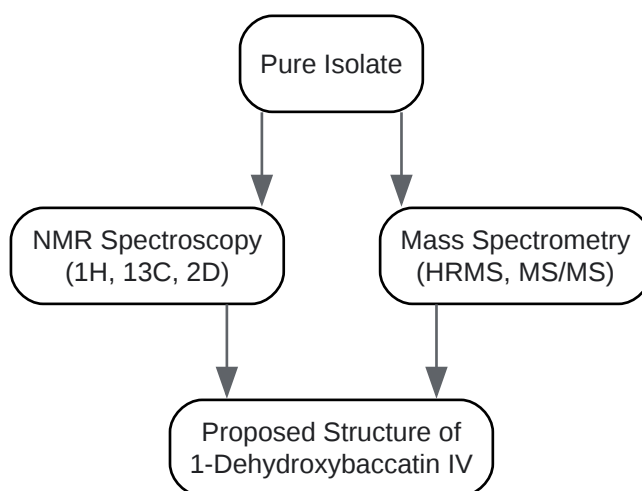 Pure Isolate
NMR Spectroscopy
(1H, 13C, 2D)
Mass Spectrometry
(HRMS, MS/MS)
Proposed Structure of
1-Dehydroxybaccatin IV